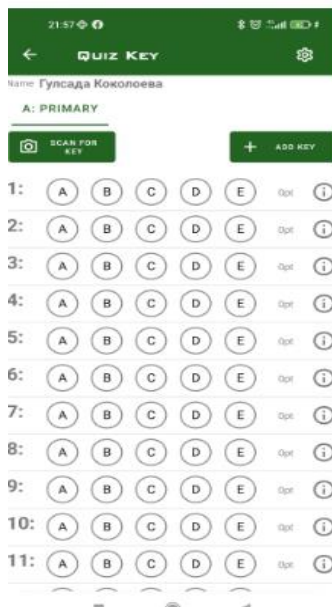 21:57
Quiz Key
Name Гулсада Коколоева
A: PRIMARY
SCAN FOR KEY
+ ADD KEY
1: A B C D E 0pt
2: A B C D E 0pt
3: A B C D E 0pt
4: A B C D E 0pt
5: A B C D E 0pt
6: A B C D E 0pt
7: A B C D E 0pt
8: A B C D E 0pt
9: A B C D E 0pt
10: A B C D E 0pt
11: A B C D E 0pt